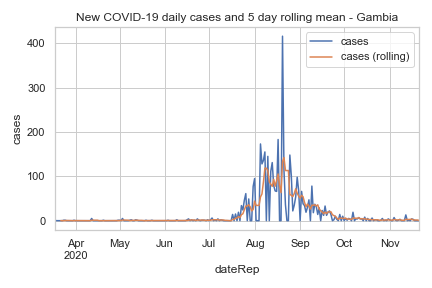 New COVID-19 daily cases and 5 day rolling mean - Gambia
cases
cases (rolling)
400
300
200
100
0
cases
Apr May Jun Jul Aug Sep Oct Nov
2020
dateRep